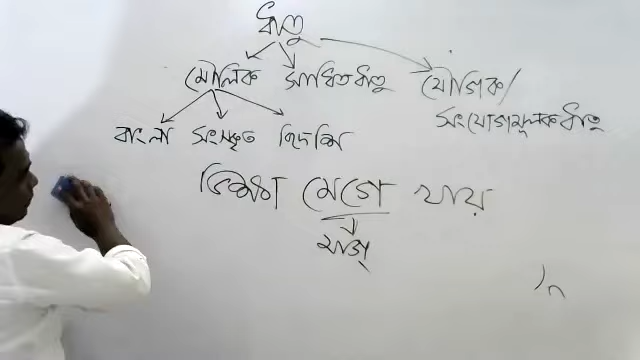 ধাতু
মৌলিক সাধিত ধাতু যৌগিক/
সংযোগমূলক ধাতু
বাংলা সংস্কৃত বিদেশি
ভিক্ষা মেগে যায়
মাগ্